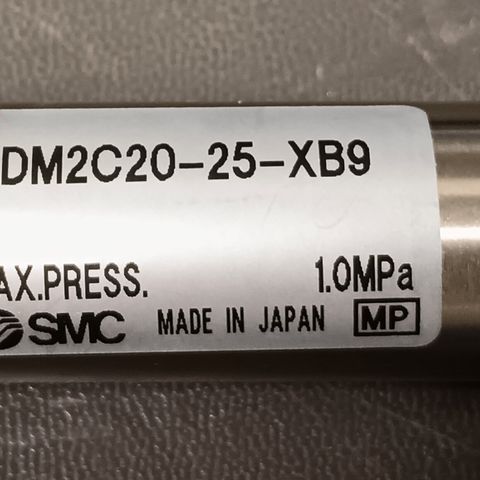 DM2C20-25-XB9
AX.PRESS. 1.0MPa
SMC MADE IN JAPAN MP